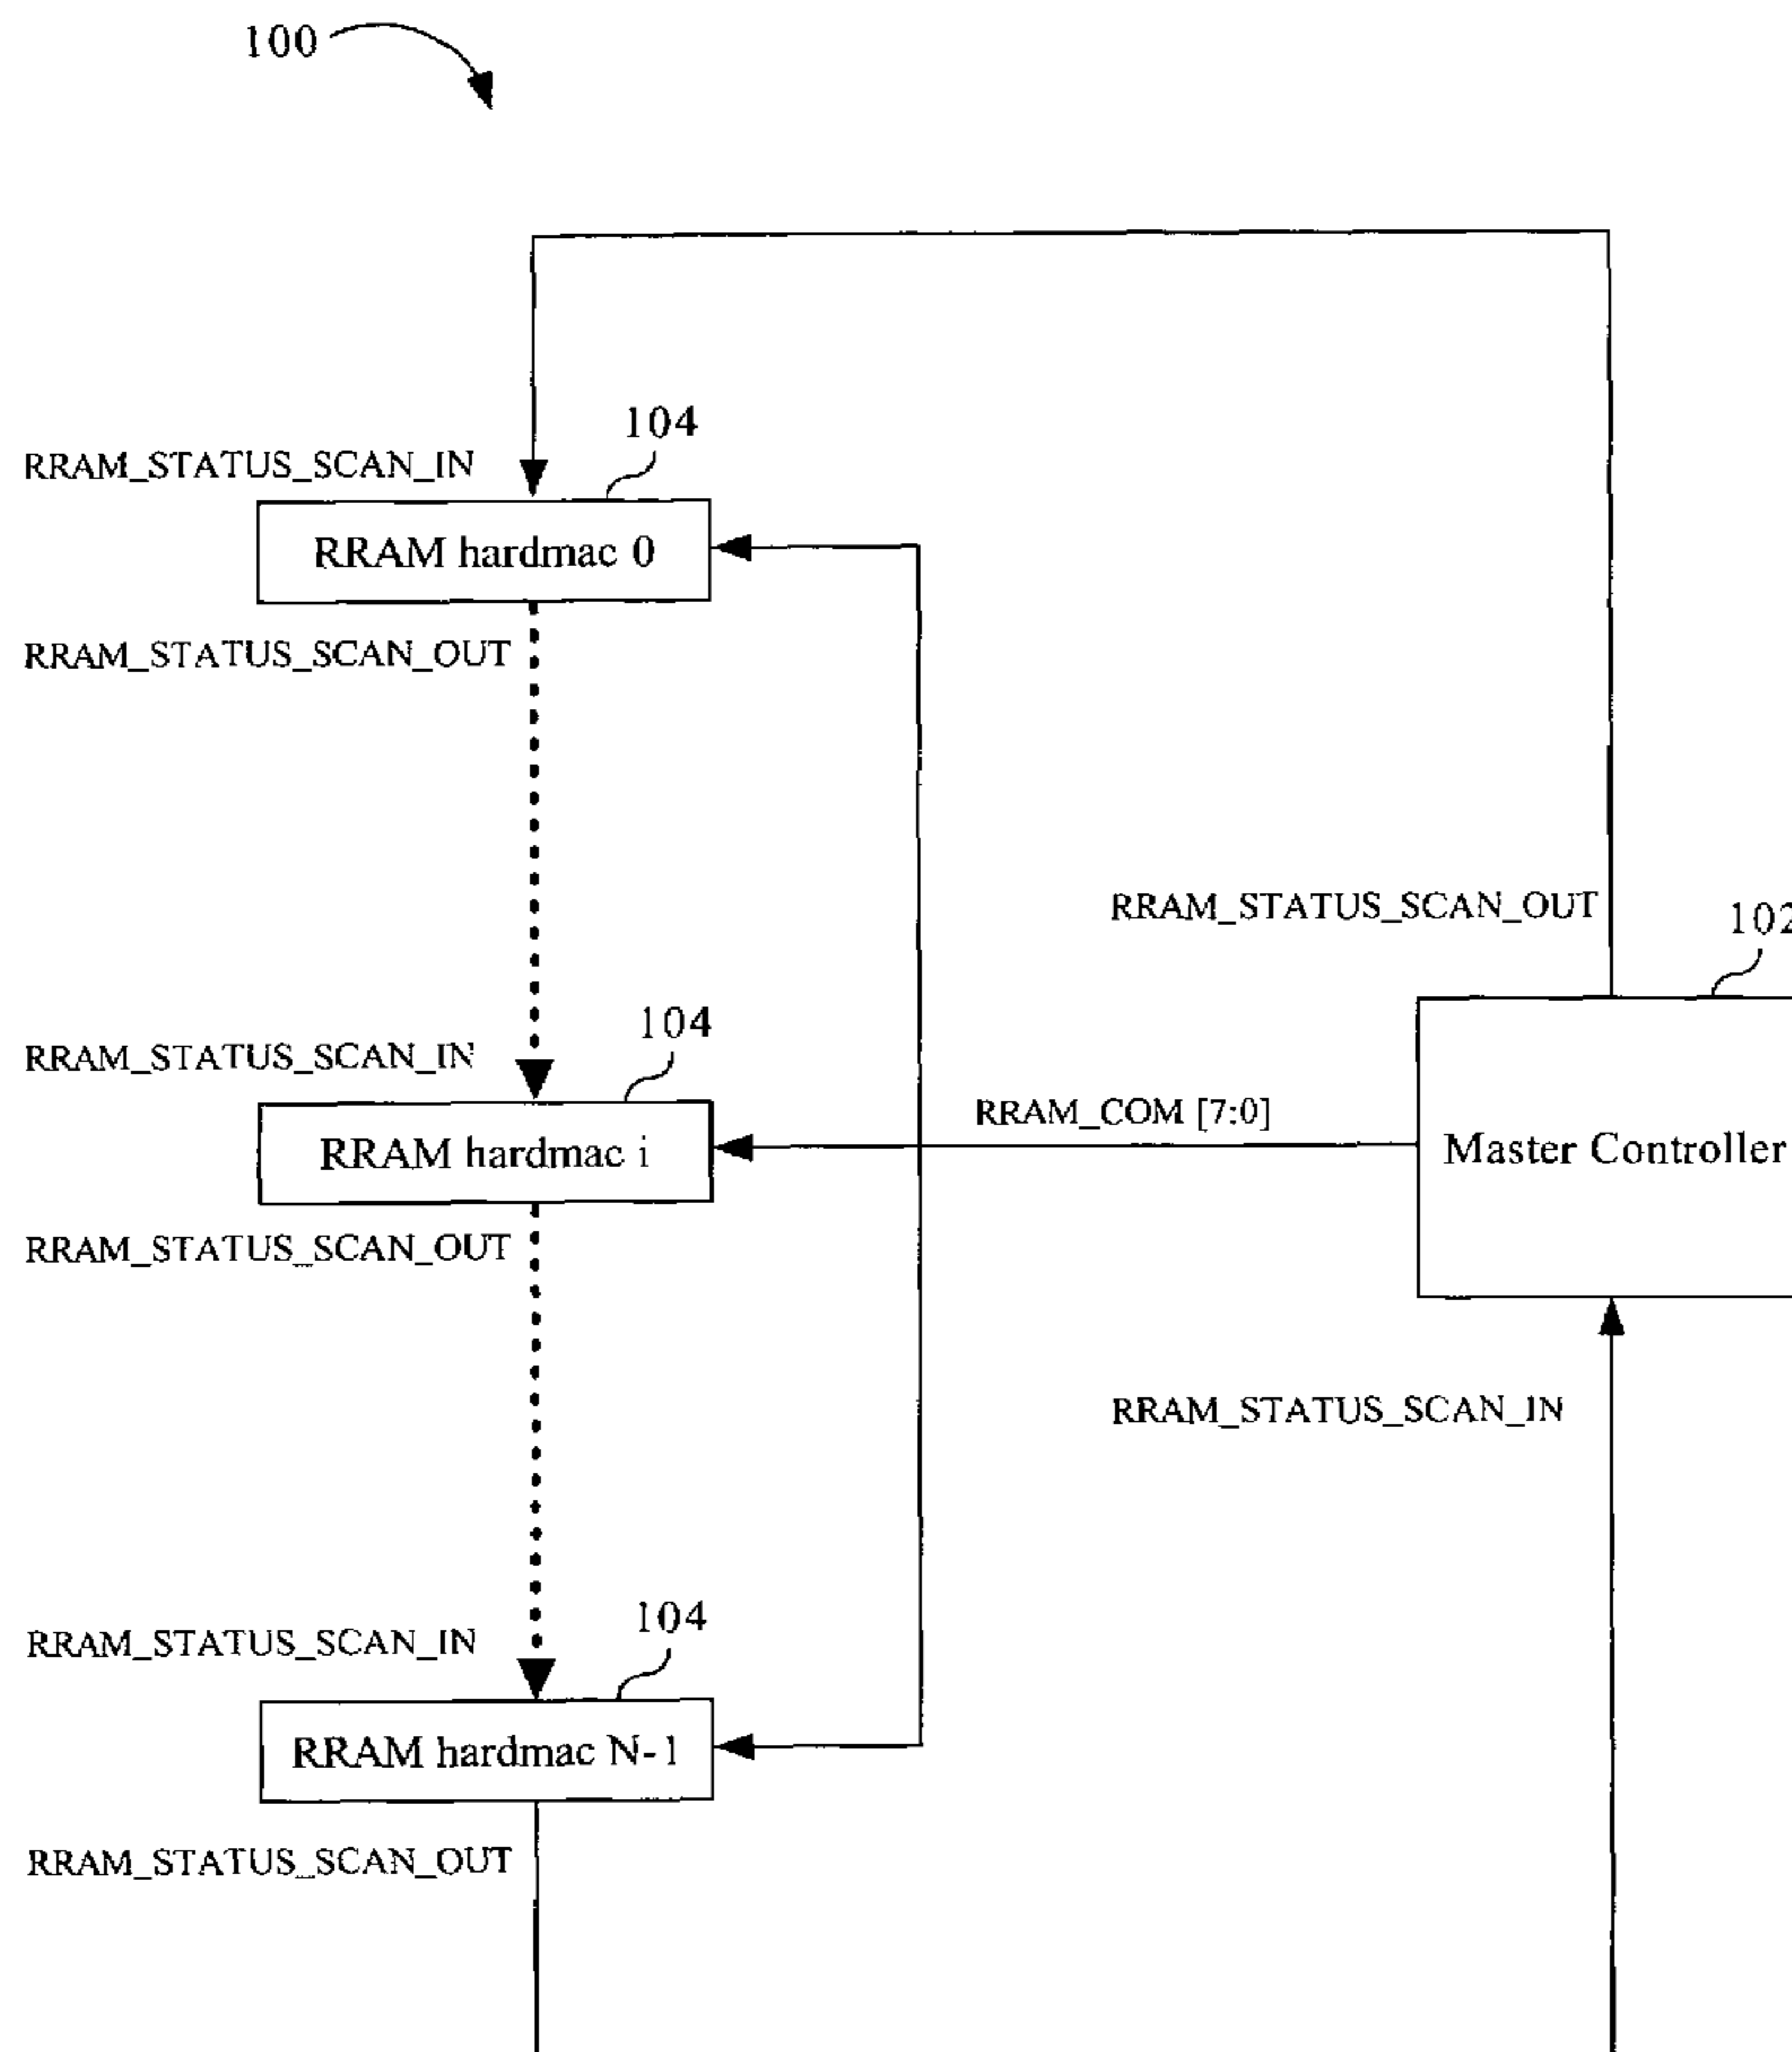 100
104
RRAM_STATUS_SCAN_IN
RRAM hardmac 0
RRAM_STATUS_SCAN_OUT
RRAM_STATUS_SCAN_OUT
102
104
RRAM_STATUS_SCAN_IN
RRAM_COM [7:0]
RRAM hardmac i
Master Controller
RRAM_STATUS_SCAN_OUT
RRAM_STATUS_SCAN_IN
104
RRAM_STATUS_SCAN_IN
RRAM hardmac N-1
RRAM_STATUS_SCAN_OUT